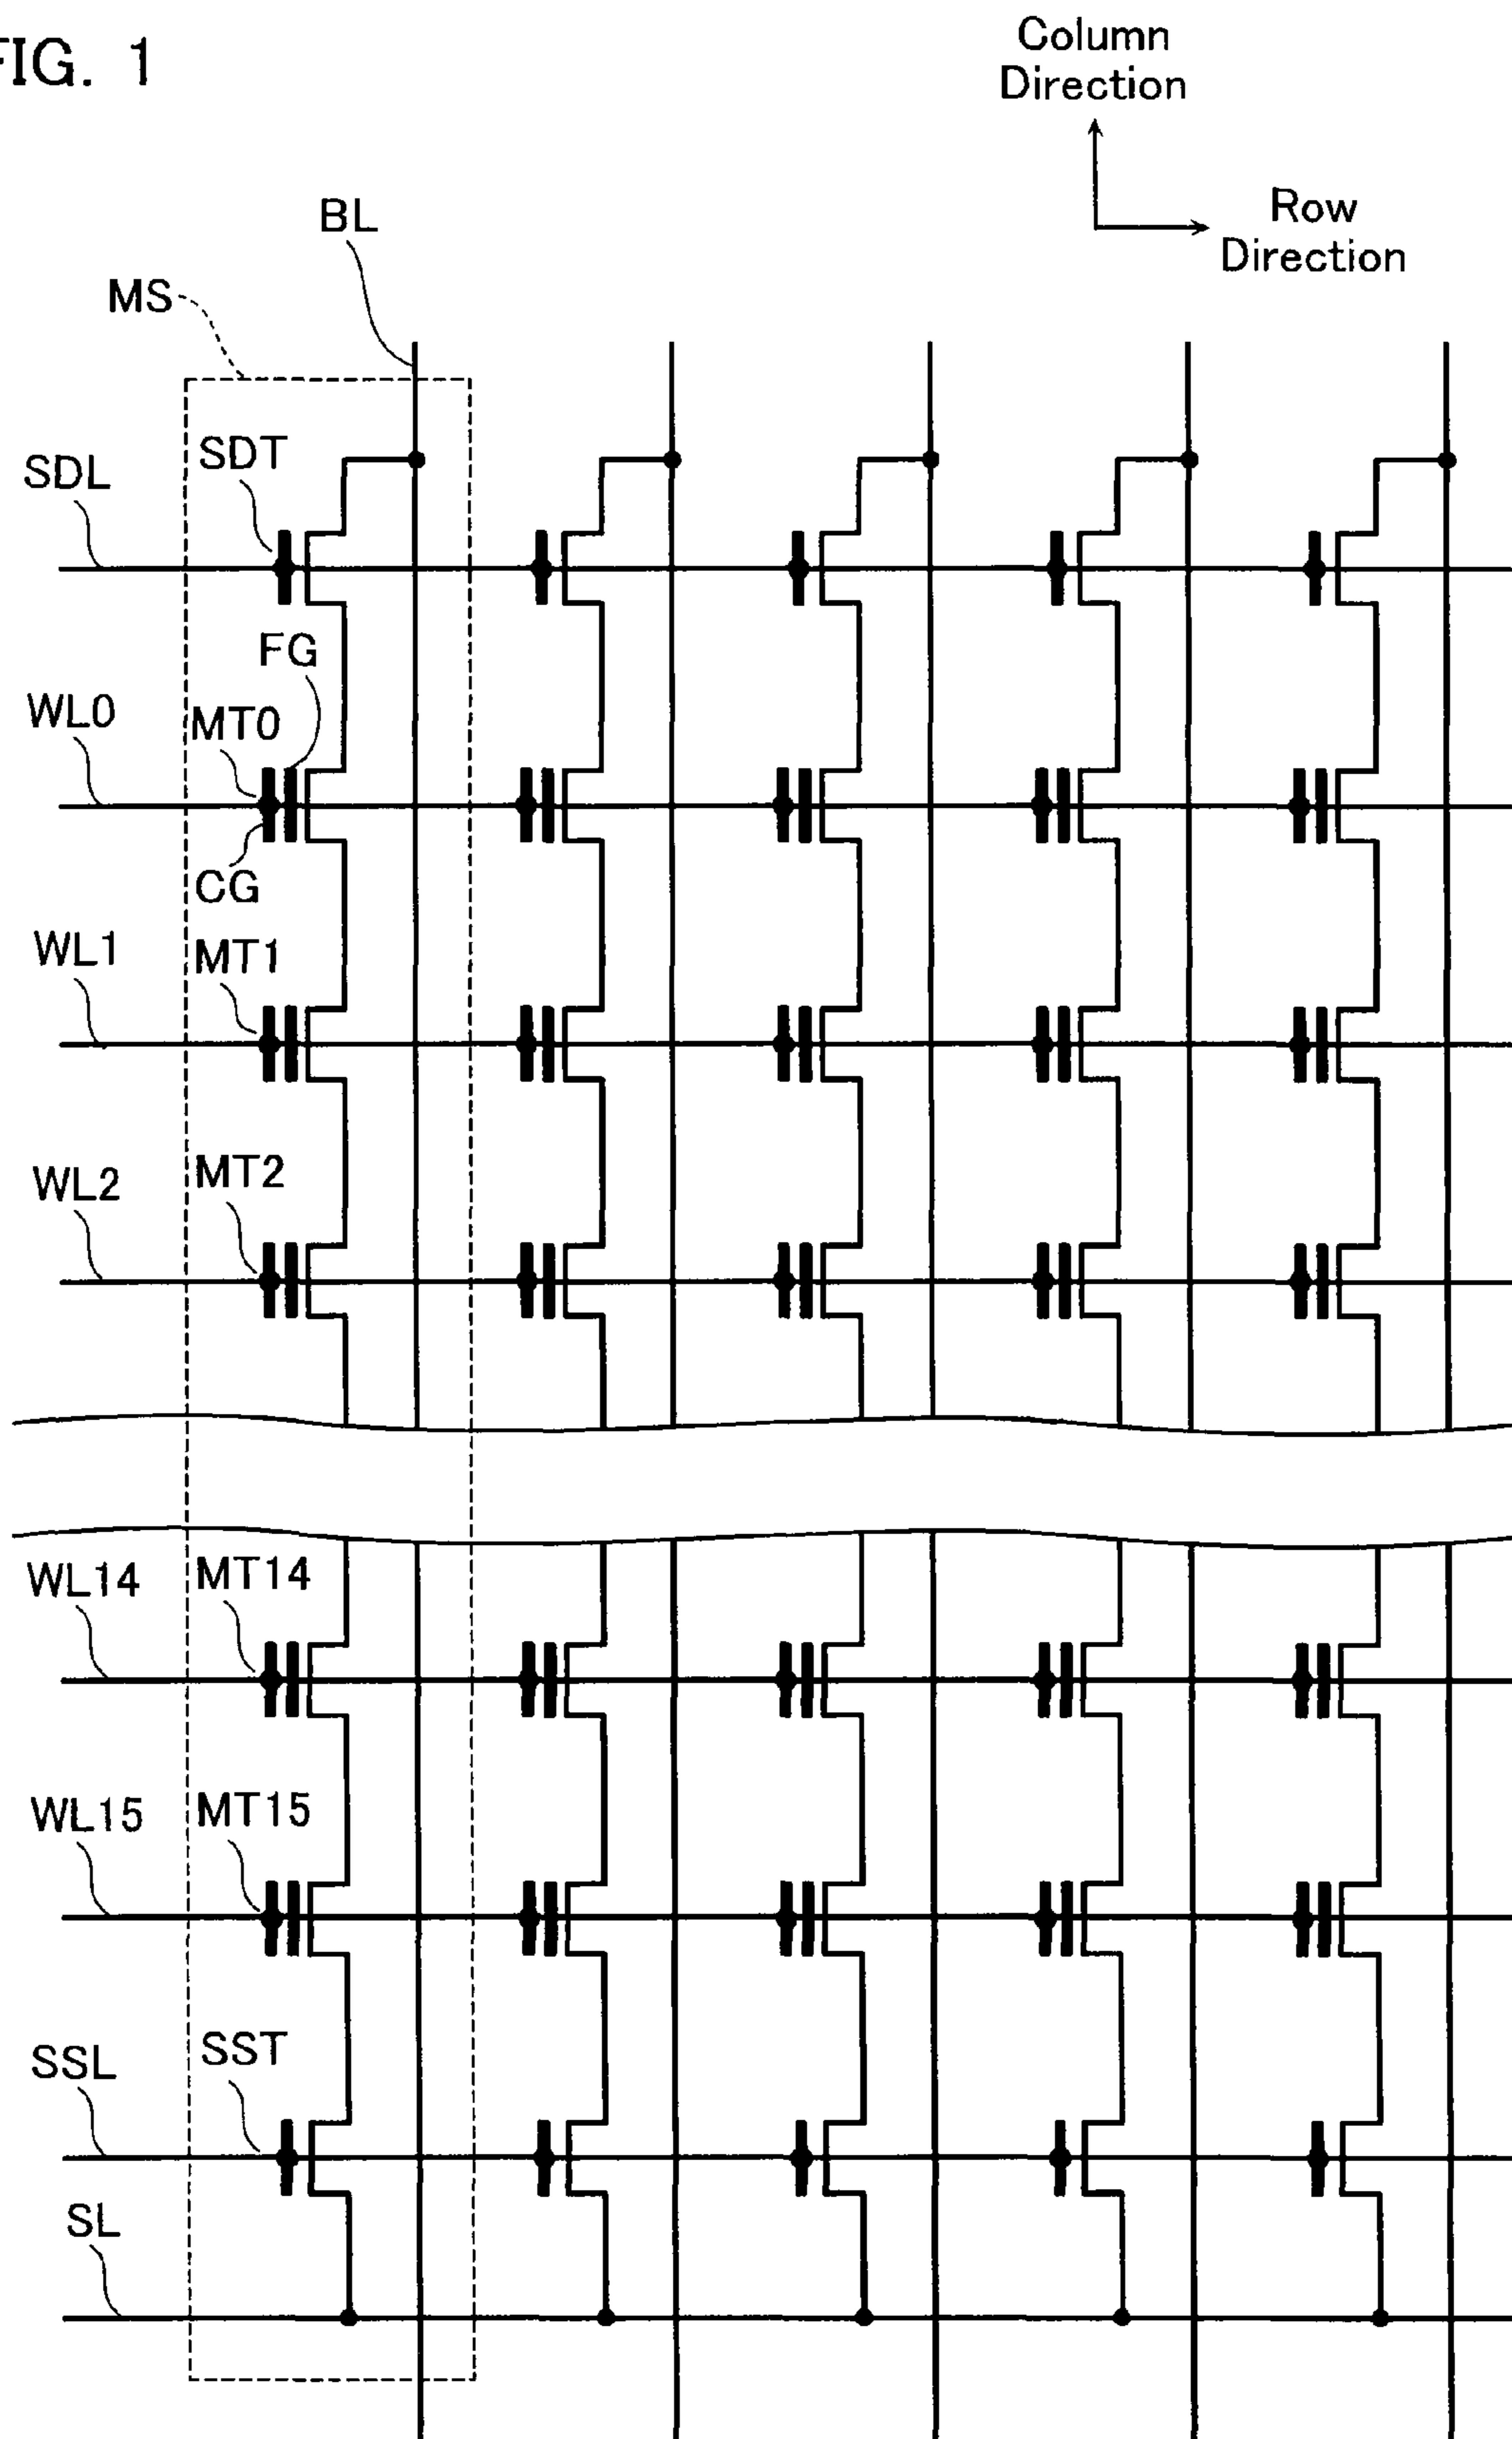 FIG. 1
Column
Direction
Row
Direction
BL
MS
SDT
SDL
FG
WL0
MT0
CG
WL1
MT1
WL2
MT2
WL14
MT14
WL15
MT15
SSL
SST
SL